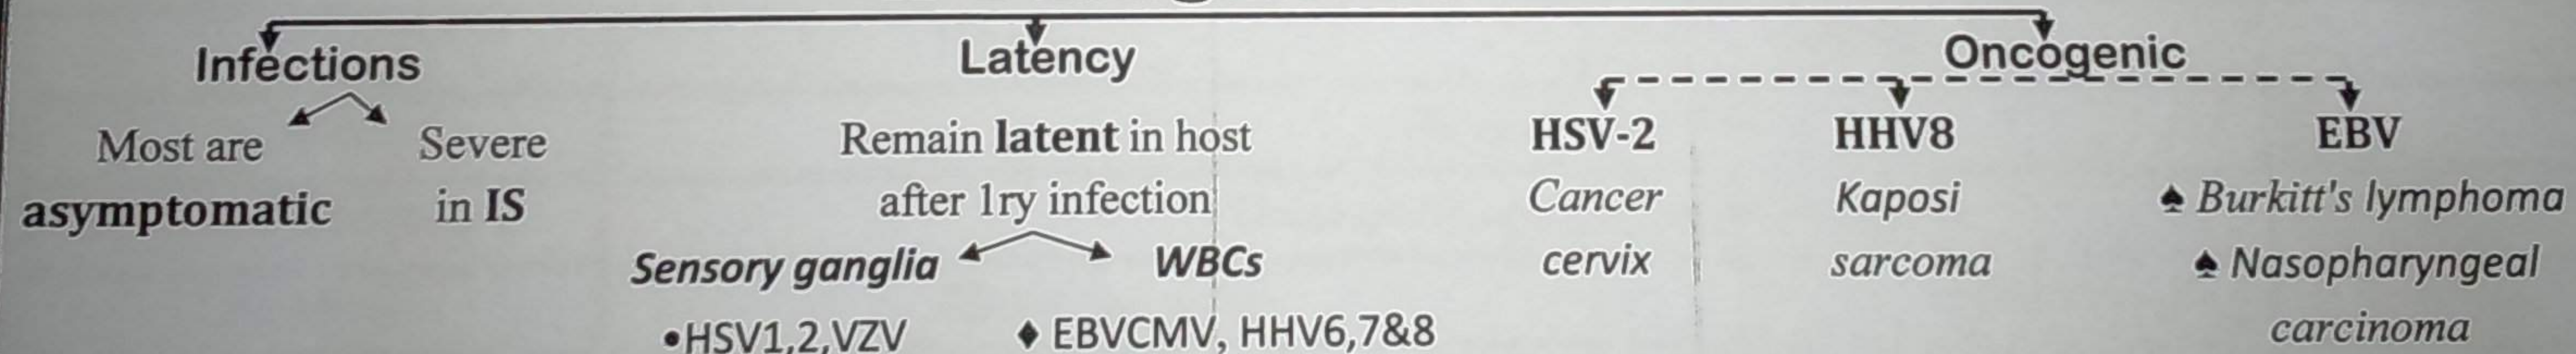 Infections
Most are
asymptomatic
Severe
in IS
Latency
Remain latent in host
after 1ry infection
Sensory ganglia
•HSV1,2,VZV
WBCs
♦ EBVCMV, HHV6,7&8
Oncogenic
HSV-2
Cancer
cervix
HHV8
Kaposi
sarcoma
EBV
♠ Burkitt's lymphoma
♠ Nasopharyngeal
carcinoma